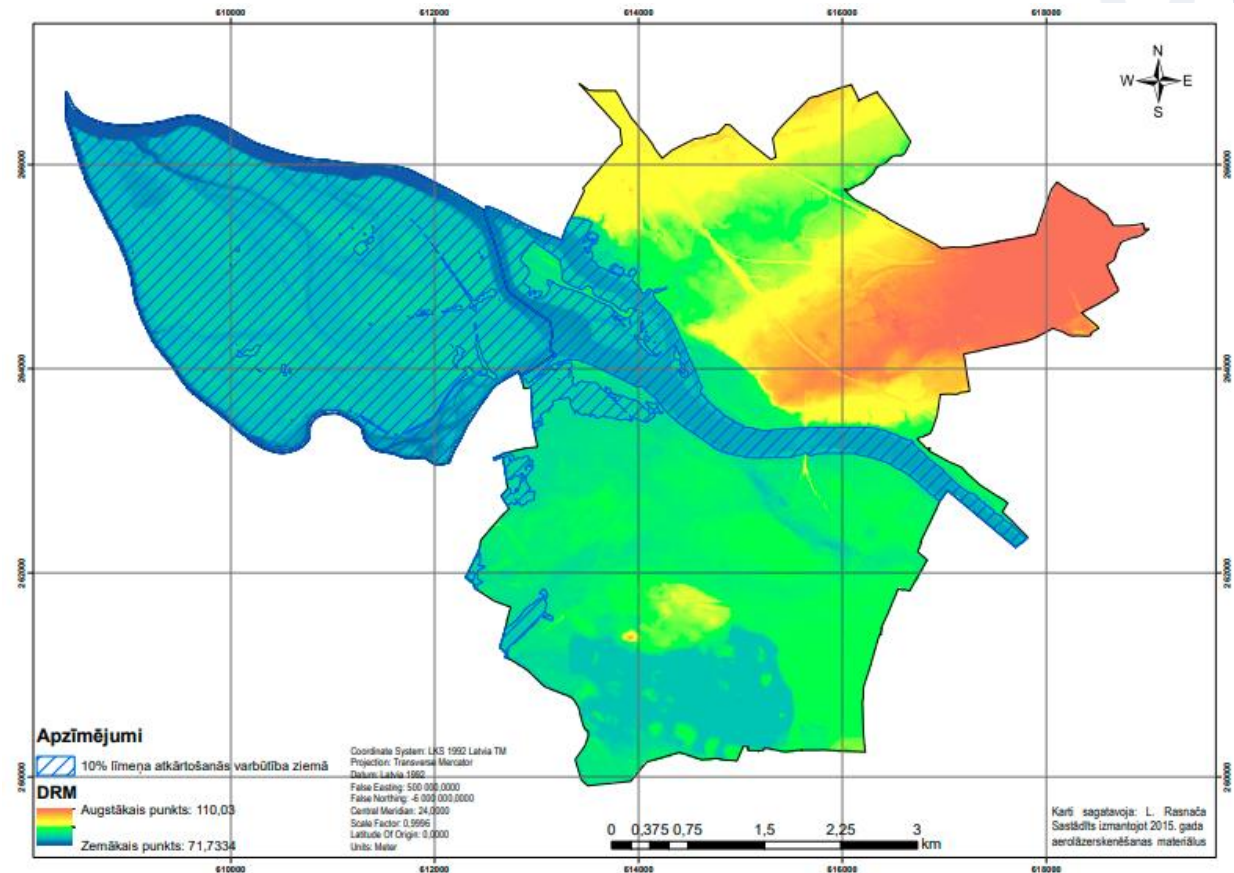 610000 612000 614000 616000 618000
N
W E
S
266000 266000
264000 264000
262000 262000
260000 260000
Apzīmējumi
10% līmeņa atkārtošanās varbūtība ziemā
DRM
Augstākais punkts: 110,03
Zemākais punkts: 71,7334
Coordinate System: LKS 1992 Latvia TM
Projection: Transverse Mercator
Datum: Latvia 1992
False Easting: 500 000,0000
False Northing: -6 000 000,0000
Central Meridian: 24,0000
Scale Factor: 0,9996
Latitude Of Origin: 0,0000
Units: Meter
0 0,375 0,75 1,5 2,25 3
km
Karti sagatavoja: L. Rasnača
Sastādīts izmantojot 2015. gada
aerolāzerskenēšanas materiālus
610000 612000 614000 616000 618000